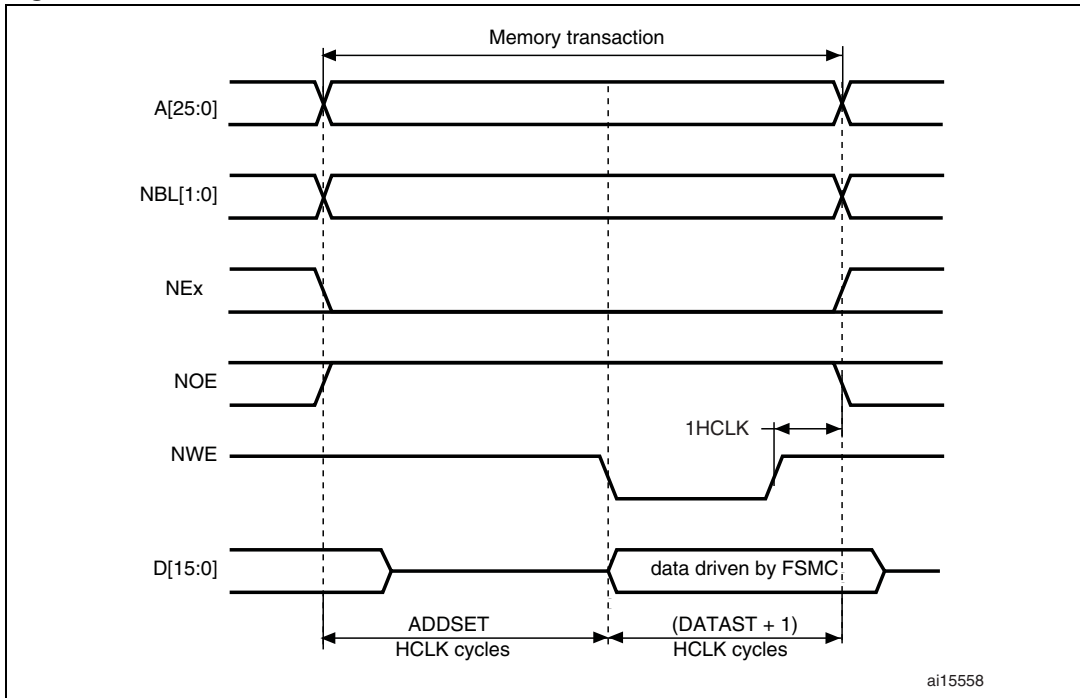 Memory transaction
A[25:0]
NBL[1:0]
NEx
NOE
1HCLK
NWE
D[15:0]
data driven by FSMC
ADDSET
HCLK cycles
(DATAST + 1)
HCLK cycles
ai15558